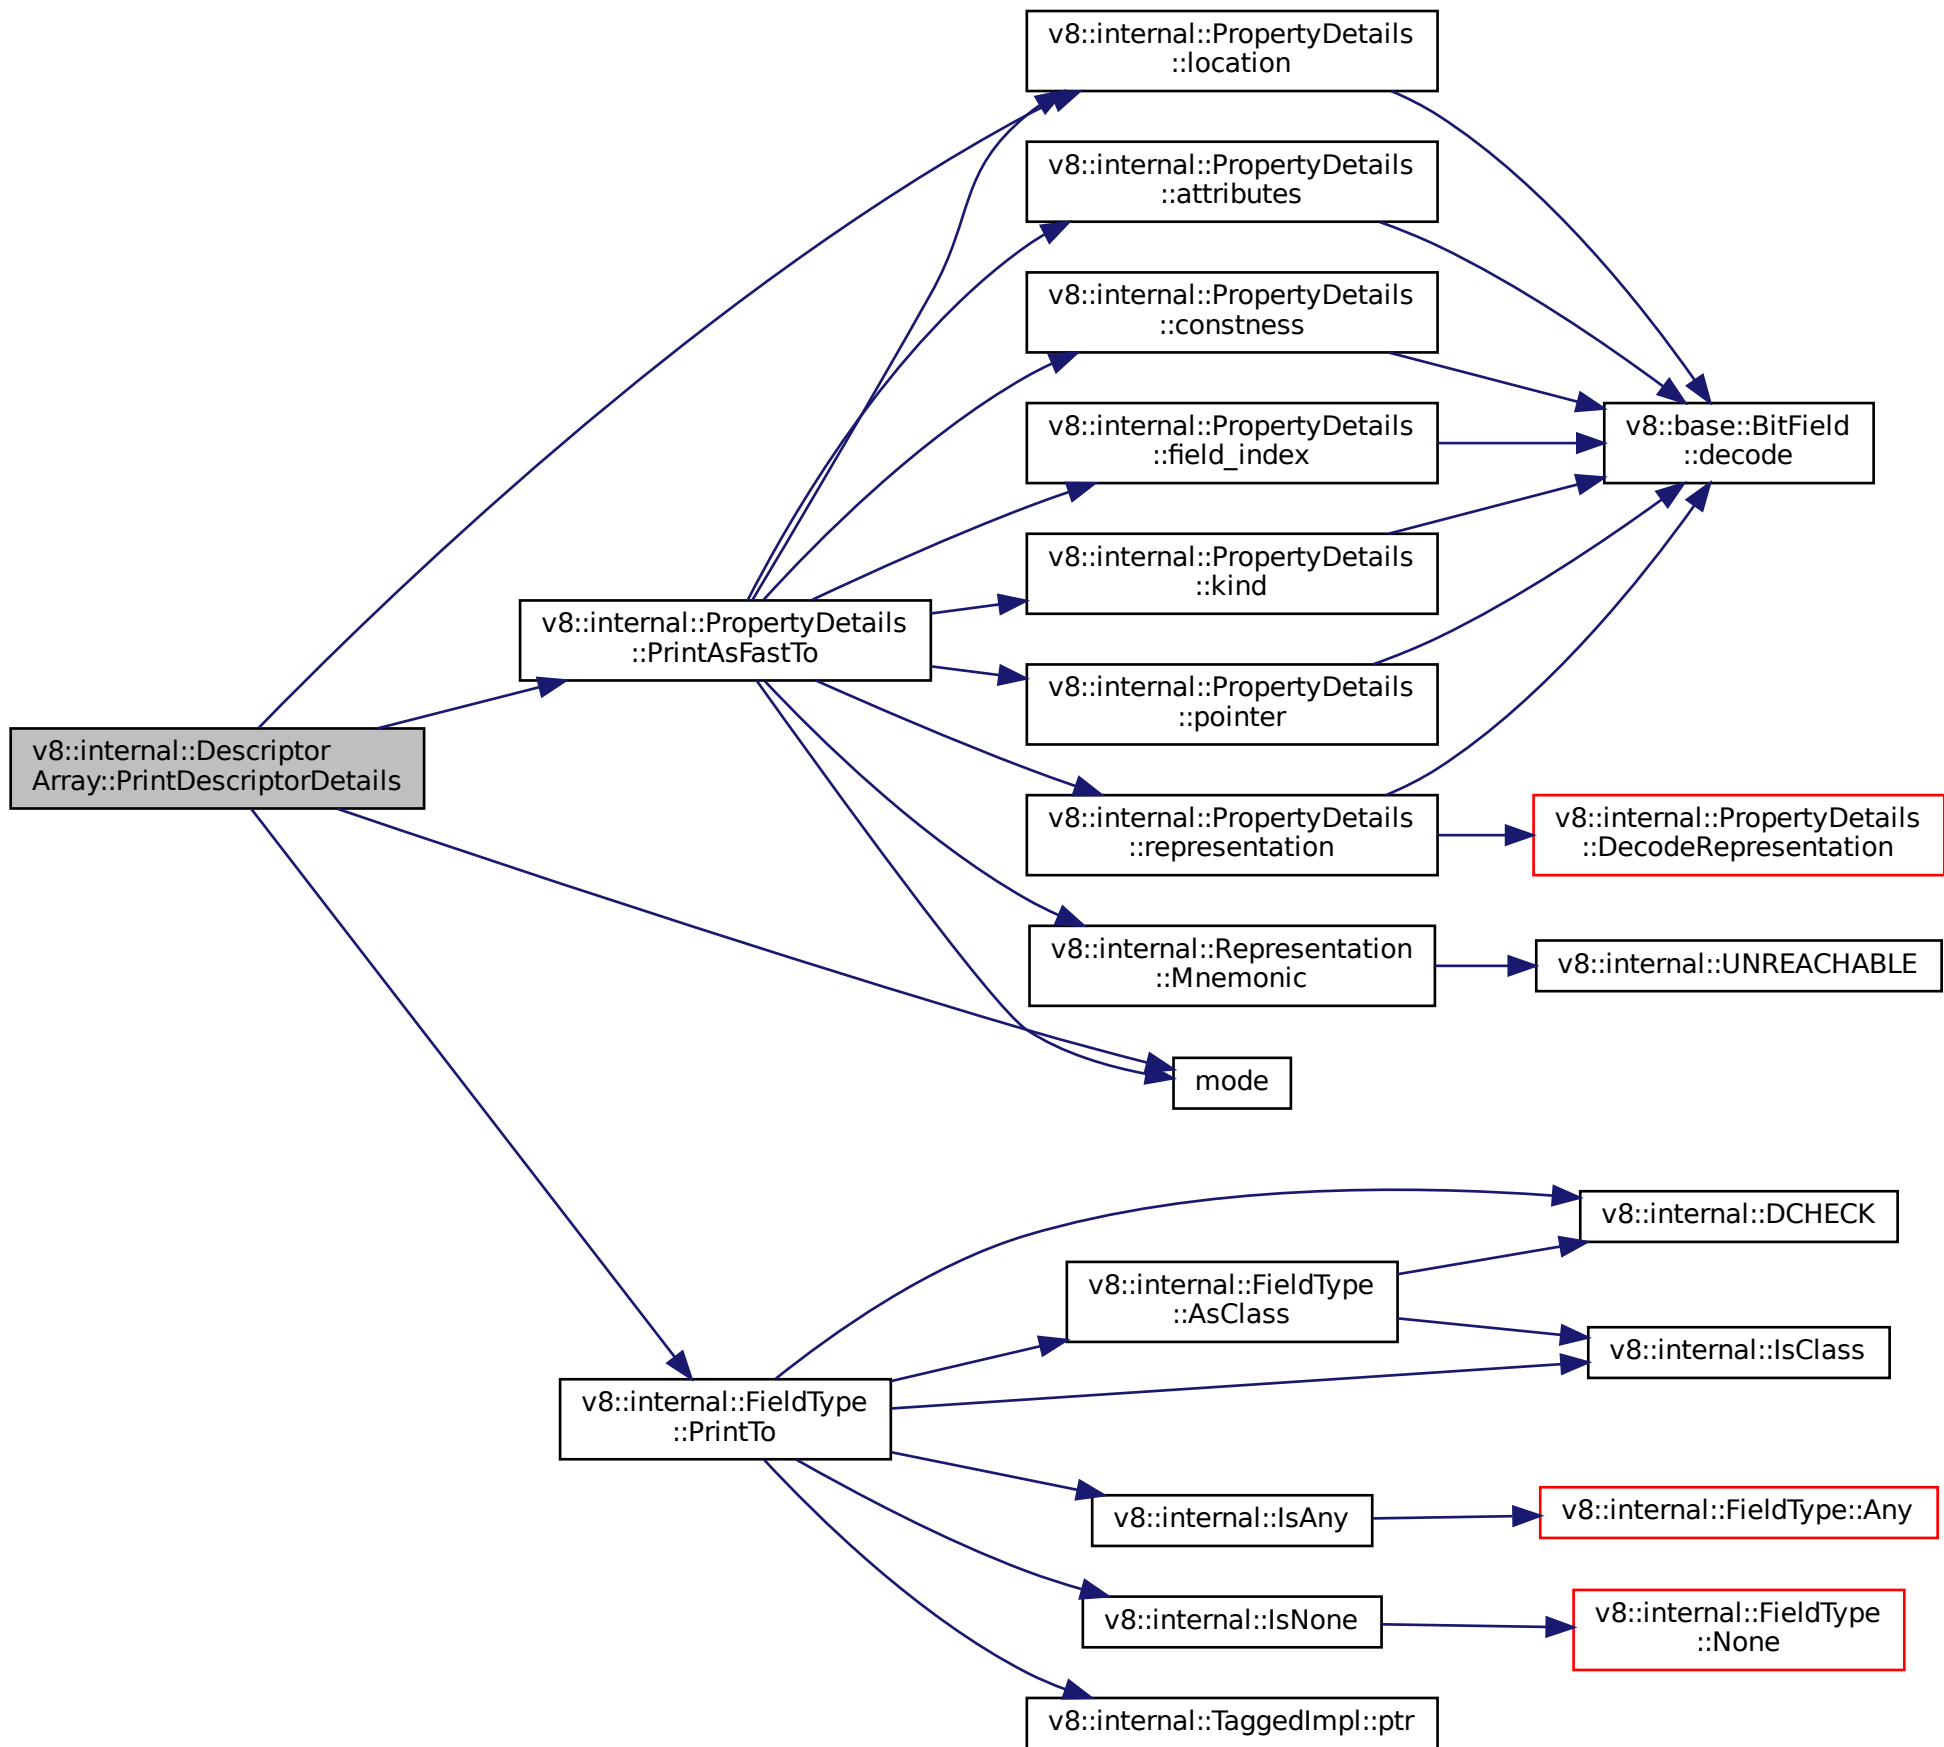 v8::internal::PropertyDetails
::location
v8::internal::PropertyDetails
::attributes
v8::internal::PropertyDetails
::constness
v8::internal::PropertyDetails
::field_index
v8::base::BitField
::decode
v8::internal::PropertyDetails
::kind
v8::internal::PropertyDetails
::PrintAsFastTo
v8::internal::PropertyDetails
::pointer
v8::internal::Descriptor
Array::PrintDescriptorDetails
v8::internal::PropertyDetails
::representation
v8::internal::PropertyDetails
::DecodeRepresentation
v8::internal::Representation
::Mnemonic
v8::internal::UNREACHABLE
mode
v8::internal::DCHECK
v8::internal::FieldType
::AsClass
v8::internal::IsClass
v8::internal::FieldType
::PrintTo
v8::internal::IsAny
v8::internal::FieldType::Any
v8::internal::IsNone
v8::internal::FieldType
::None
v8::internal::TaggedImpl::ptr